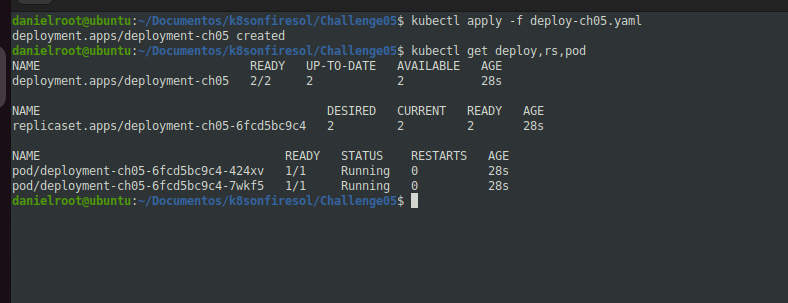 danielroot@ubuntu:~/Documentos/k8sonfiresol/Challenge05$ kubectl apply -f deploy-ch05.yaml
deployment.apps/deployment-ch05 created
danielroot@ubuntu:~/Documentos/k8sonfiresol/Challenge05$ kubectl get deploy,rs,pod
NAME                              READY   UP-TO-DATE   AVAILABLE   AGE
deployment.apps/deployment-ch05   2/2     2            2           28s

NAME                                         DESIRED   CURRENT   READY   AGE
replicaset.apps/deployment-ch05-6fcd5bc9c4   2         2         2       28s

NAME                                   READY   STATUS    RESTARTS   AGE
pod/deployment-ch05-6fcd5bc9c4-424xv   1/1     Running   0          28s
pod/deployment-ch05-6fcd5bc9c4-7wkf5   1/1     Running   0          28s
danielroot@ubuntu:~/Documentos/k8sonfiresol/Challenge05$